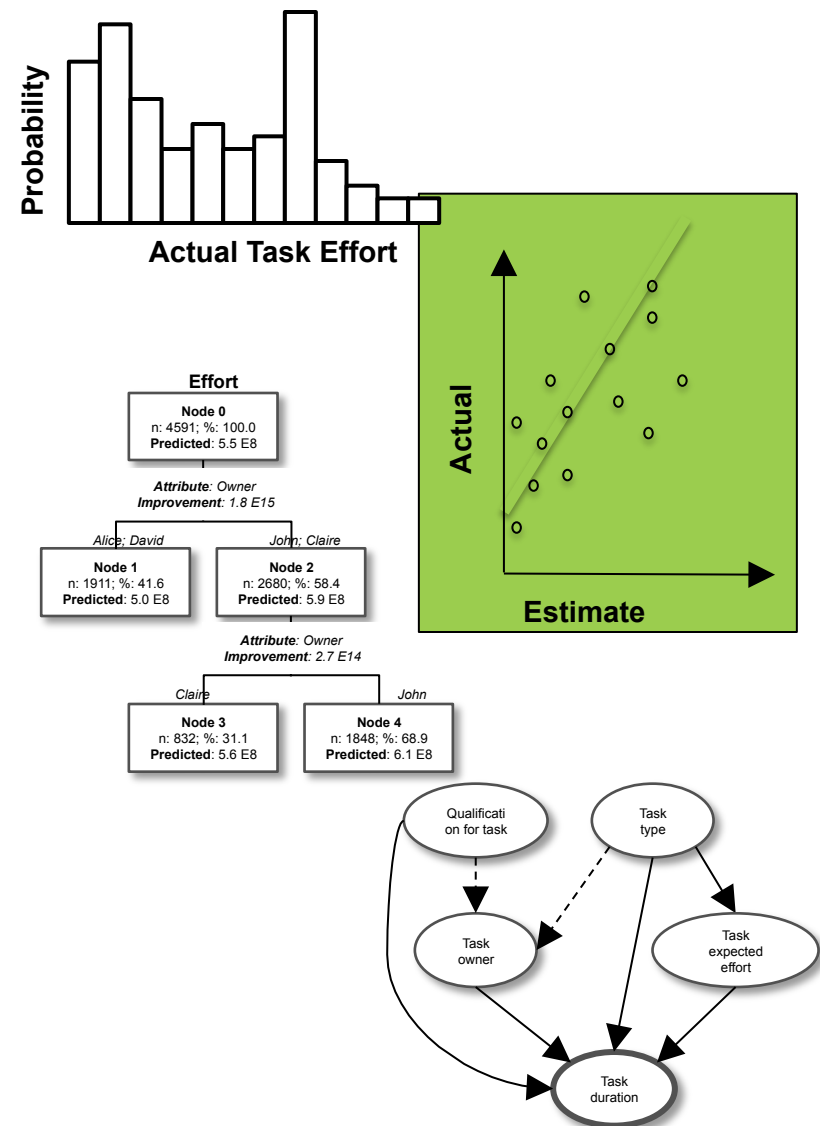 Probability
Actual Task Effort
Actual
Estimate
Effort
Node 0
n: 4591; %: 100.0
Predicted: 5.5 E8
Attribute: Owner
Improvement: 1.8 E15
Alice; David
John; Claire
Node 1
n: 1911; %: 41.6
Predicted: 5.0 E8
Node 2
n: 2680; %: 58.4
Predicted: 5.9 E8
Attribute: Owner
Improvement: 2.7 E14
Claire
John
Node 3
n: 832; %: 31.1
Predicted: 5.6 E8
Node 4
n: 1848; %: 68.9
Predicted: 6.1 E8
Qualificati
on for task
Task
type
Task
owner
Task
expected
effort
Task
duration